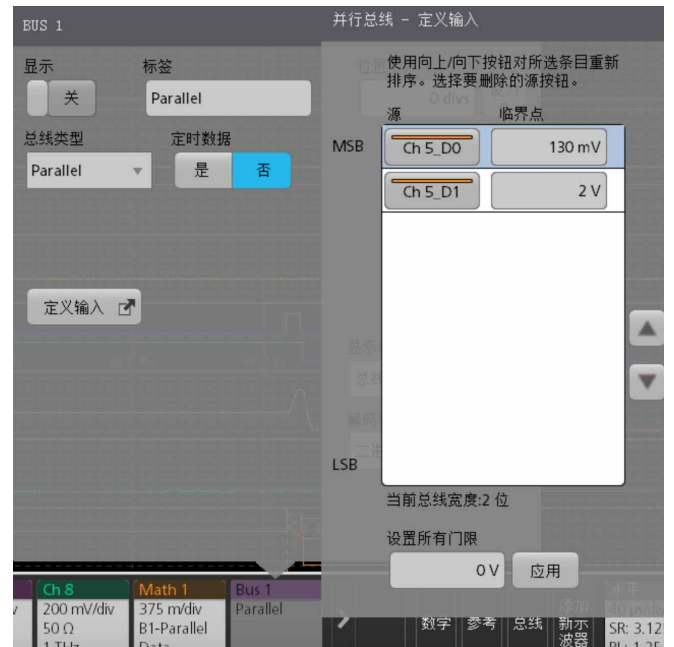 BUS 1
显示
标签
关
Parallel
总线类型
定时数据
Parallel
是
否
定义输入
并行总线 – 定义输入
使用向上/向下按钮对所选条目重新
排序。选择要删除的源按钮。
源
临界点
MSB
Ch 5_D0
130 mV
Ch 5_D1
2 V
LSB
当前总线宽度:2 位
设置所有门限
0 V
应用
Ch 8
200 mV/div
50 Ω
1 THz
Math 1
375 m/div
B1-Parallel
Data
Bus 1
Parallel
数字
参考
总线
添加
新示
波器
水平
40 μs/div
SR: 3.12